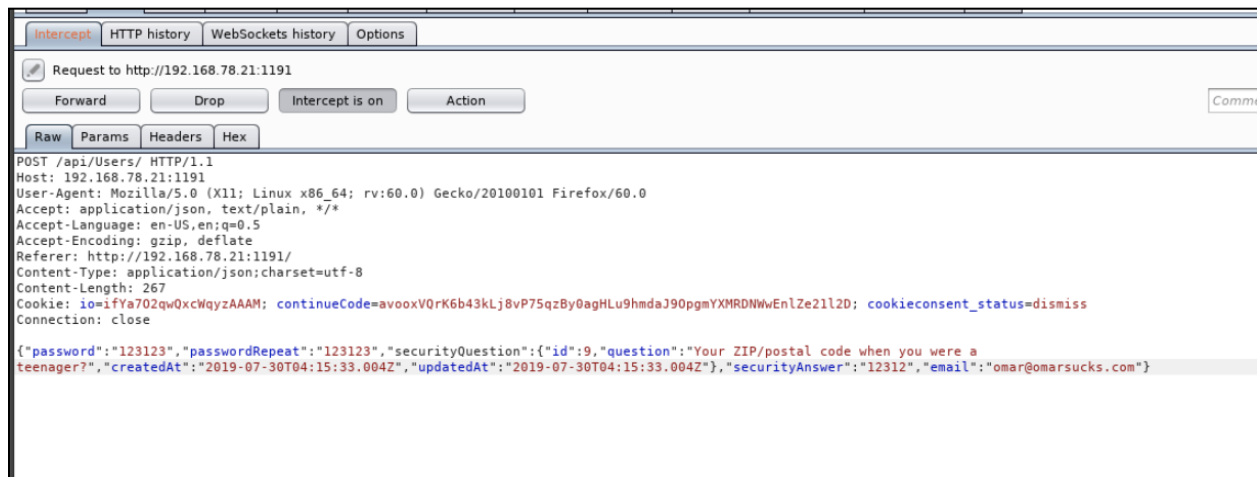 Intercept HTTP history WebSockets history Options
Request to http://192.168.78.21:1191
Forward Drop Intercept is on Action Comme
Raw Params Headers Hex
POST /api/Users/ HTTP/1.1
Host: 192.168.78.21:1191
User-Agent: Mozilla/5.0 (X11; Linux x86_64; rv:60.0) Gecko/20100101 Firefox/60.0
Accept: application/json, text/plain, */*
Accept-Language: en-US,en;q=0.5
Accept-Encoding: gzip, deflate
Referer: http://192.168.78.21:1191/
Content-Type: application/json;charset=utf-8
Content-Length: 267
Cookie: io=ifYa7O2qwQxcWqyzAAAM; continueCode=avooxVQrK6b43kLj8vP75qzBy0agHLu9hmdaJ9OpgmYXMRDNWwEnlZe21l2D; cookieconsent_status=dismiss
Connection: close
{"password":"123123","passwordRepeat":"123123","securityQuestion":{"id":9,"question":"Your ZIP/postal code when you were a
teenager?","createdAt":"2019-07-30T04:15:33.004Z","updatedAt":"2019-07-30T04:15:33.004Z"},"securityAnswer":"12312","email":"omar@omarsucks.com"}